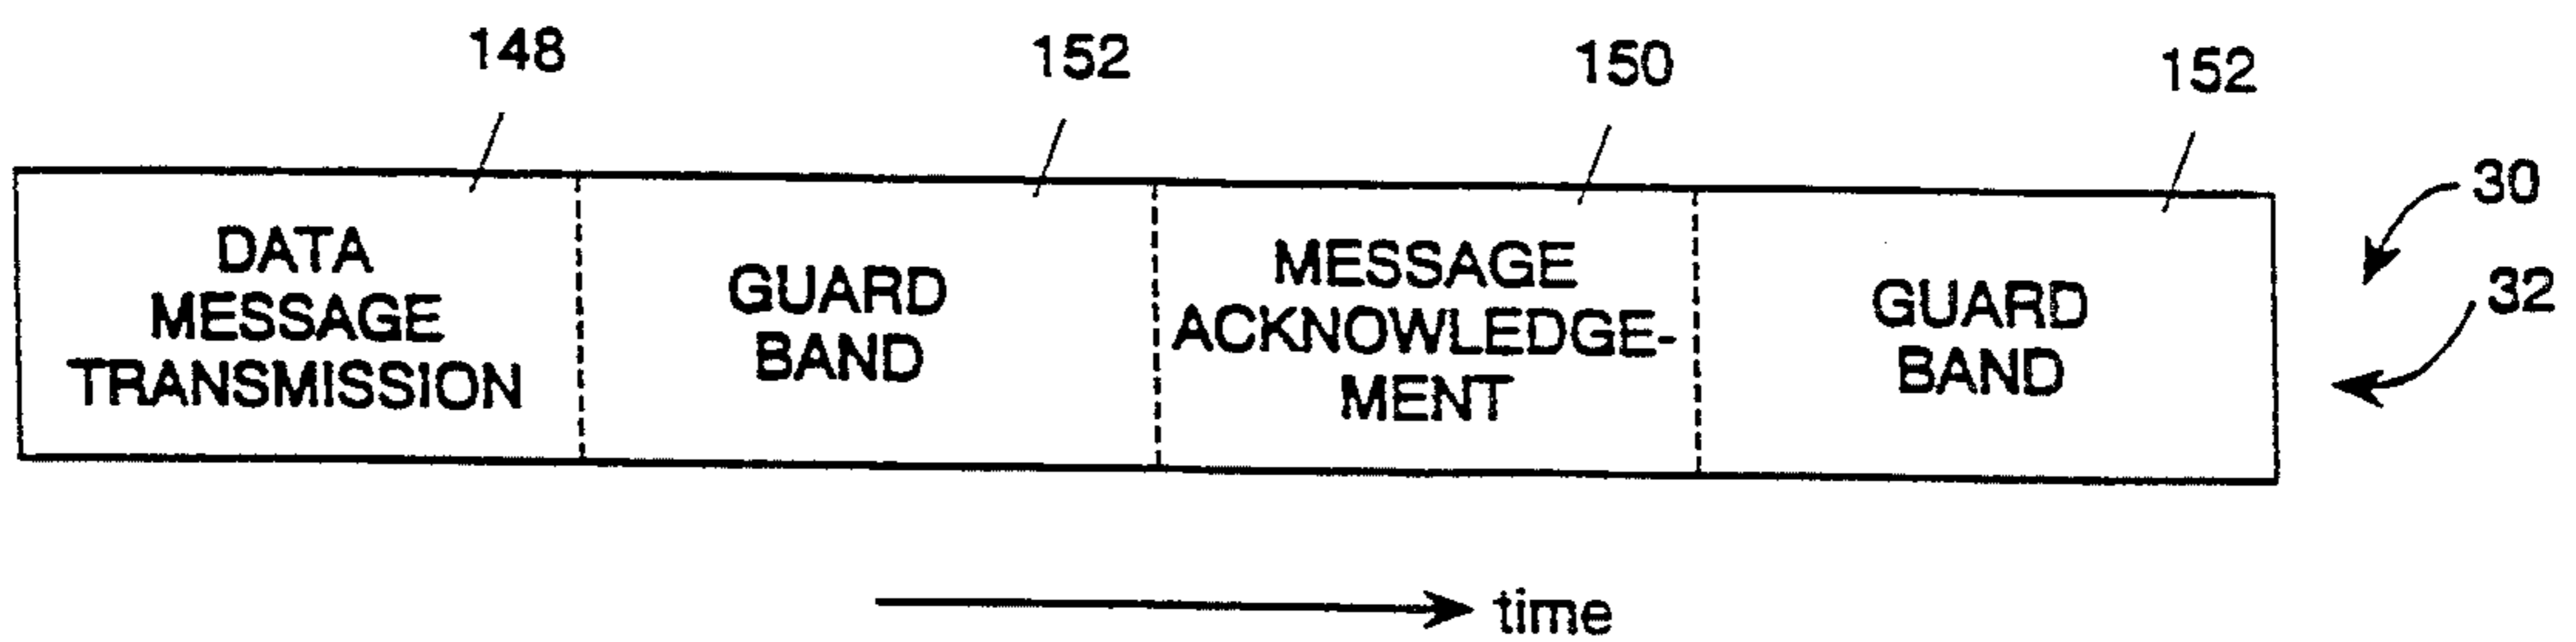 148
152
150
152
DATA
MESSAGE
TRANSMISSION
GUARD
BAND
MESSAGE
ACKNOWLEDGE-
MENT
GUARD
BAND
30
32
time